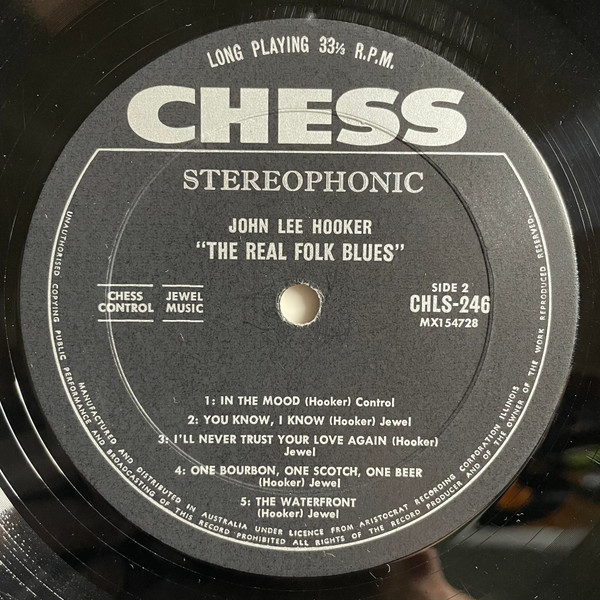 LONG PLAYING 33⅓ R.P.M.
CHESS
STEREOPHONIC
JOHN LEE HOOKER
"THE REAL FOLK BLUES"
CHESS CONTROL
JEWEL MUSIC
SIDE 2
CHLS-246
MX154728
1: IN THE MOOD (Hooker) Control
2: YOU KNOW, I KNOW (Hooker) Jewel
3: I'LL NEVER TRUST YOUR LOVE AGAIN (Hooker)
Jewel
4: ONE BOURBON, ONE SCOTCH, ONE BEER
(Hooker) Jewel
5: THE WATERFRONT
(Hooker) Jewel
MANUFACTURED AND DISTRIBUTED IN AUSTRALIA UNDER LICENCE FROM ARISTOCRAT RECORDING CORPORATION ILLINOIS
UNAUTHORISED COPYING PUBLIC PERFORMANCE AND BROADCASTING OF THIS RECORD PROHIBITED ALL RIGHTS OF THE RECORD PRODUCER AND OF THE OWNER OF THE WORK REPRODUCED RESERVED.